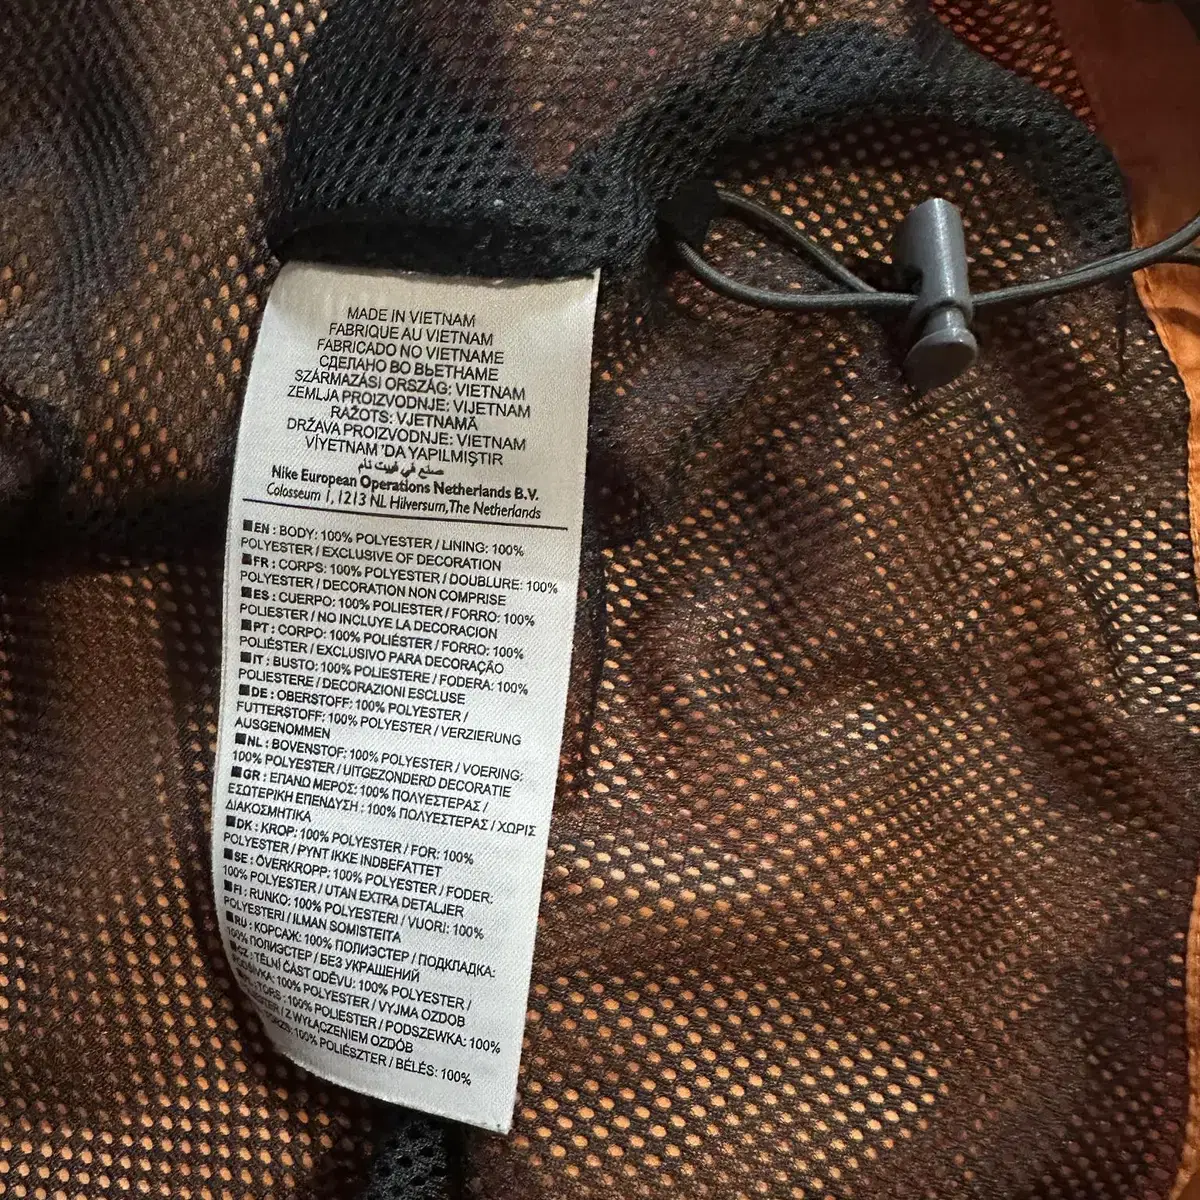 MADE IN VIETNAM
FABRIQUE AU VIETNAM
FABRICADO NO VIETNAME
СДЕЛАНО ВО ВЬЕТНАМЕ
SZÁRMAZÁSI ORSZÁG: VIETNAM
ZEMLJA PROIZVODNJE: VIJETNAM
RAŽOTS: VJETNAMĀ
DRŽAVA PROIZVODNJE: VIETNAM
VİYETNAM 'DA YAPILMIŞTIR
صنع في فييت نام
Nike European Operations Netherlands B.V.
Colosseum 1, 1213 NL Hilversum, The Netherlands
■EN : BODY: 100% POLYESTER / LINING: 100%
POLYESTER / EXCLUSIVE OF DECORATION
■FR : CORPS: 100% POLYESTER / DOUBLURE: 100%
POLYESTER / DECORATION NON COMPRISE
■ES : CUERPO: 100% POLIESTER / FORRO: 100%
POLIESTER / NO INCLUYE LA DECORACION
■PT : CORPO: 100% POLIÉSTER / FORRO: 100%
POLIÉSTER / EXCLUSIVO PARA DECORAÇÃO
■IT : BUSTO: 100% POLIESTERE / FODERA: 100%
POLIESTERE / DECORAZIONI ESCLUSE
■DE : OBERSTOFF: 100% POLYESTER /
FUTTERSTOFF: 100% POLYESTER / VERZIERUNG
AUSGENOMMEN
■NL : BOVENSTOF: 100% POLYESTER / VOERING:
100% POLYESTER / UITGEZONDERD DECORATIE
■GR : ΕΠΑΝΩ ΜΕΡΟΣ: 100% ΠΟΛΥΕΣΤΕΡΑΣ /
ΕΣΩΤΕΡΙΚΗ ΕΠΕΝΔΥΣΗ : 100% ΠΟΛΥΕΣΤΕΡΑΣ / ΧΩΡΙΣ
ΔΙΑΚΟΣΜΗΤΙΚΑ
■DK : KROP: 100% POLYESTER / FOR: 100%
POLYESTER / PYNT IKKE INDBEFATTET
■SE : ÖVERKROPP: 100% POLYESTER / FODER:
100% POLYESTER / UTAN EXTRA DETALJER
■FI : RUNKO: 100% POLYESTERI / VUORI: 100%
POLYESTERI / ILMAN SOMISTEITA
■RU : КОРСАЖ: 100% ПОЛИЭСТЕР / ПОДКЛАДКА:
100% ПОЛИЭСТЕР / БЕЗ УКРАШЕНИЙ
■CZ : TĚLNÍ ČÁST ODĚVU: 100% POLYESTER /
PODŠÍVKA: 100% POLYESTER / VYJMA OZDOB
TORS : 100% POLIESTER / PODSZEWKA: 100%
/ Z WYŁĄCZENIEM OZDÓB
100% POLIÉSZTER / BÉLÉS: 100%